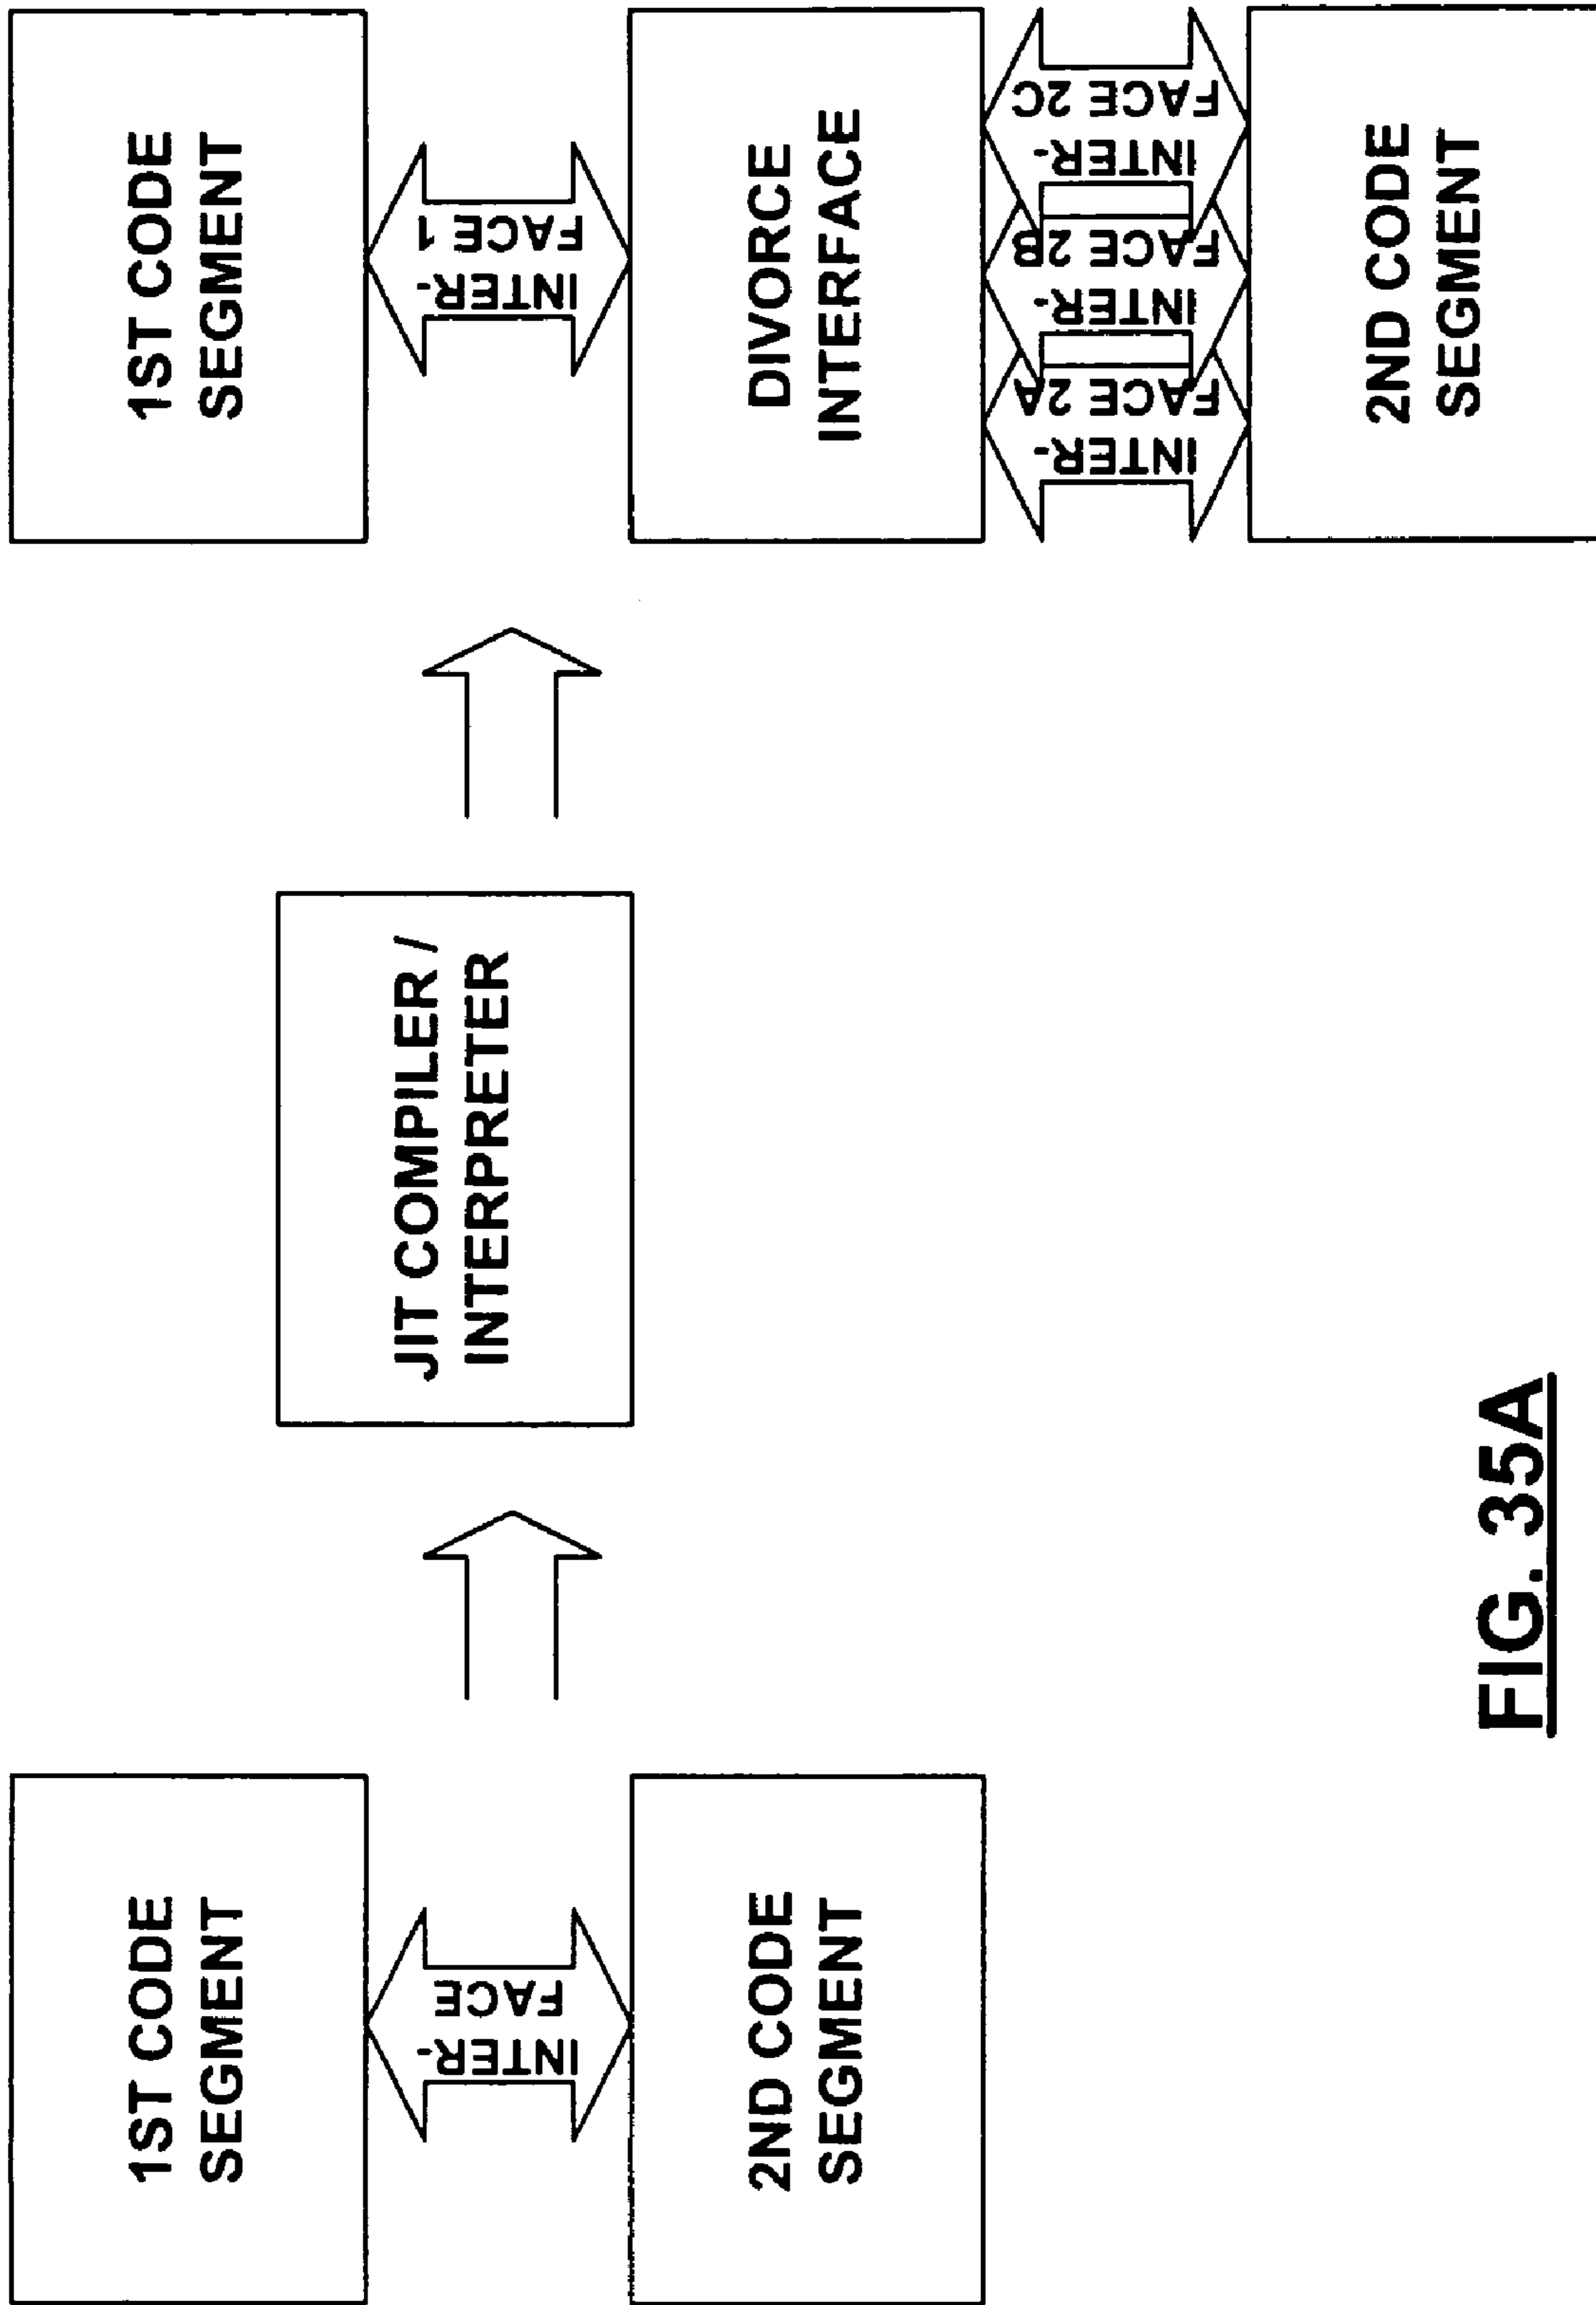 1ST CODE
SEGMENT
INTER-
FACE
2ND CODE
SEGMENT
JIT COMPILER /
INTERPRETER
1ST CODE
SEGMENT
INTER-
FACE 1
DIVORCE
INTERFACE
INTER-
FACE 2A
INTER-
FACE 2B
INTER-
FACE 2C
2ND CODE
SEGMENT
FIG. 35A